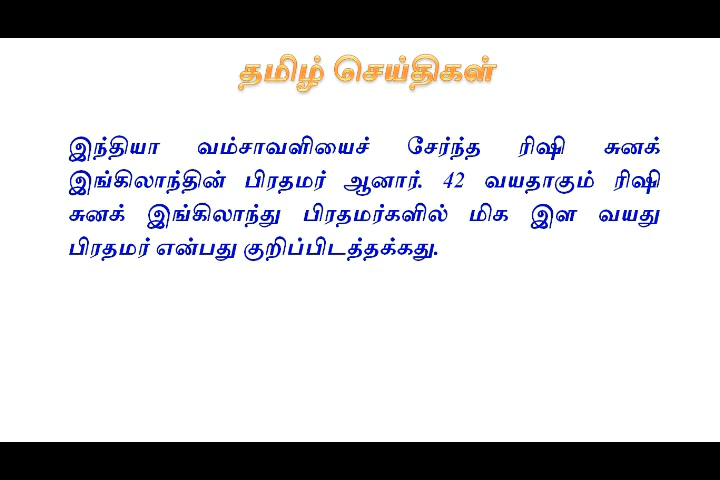 தமிழ் செய்திகள்
இந்தியா வம்சாவளியைச் சேர்ந்த ரிஷி சுனக்
இங்கிலாந்தின் பிரதமர் ஆனார். 42 வயதாகும் ரிஷி
சுனக் இங்கிலாந்து பிரதமர்களில் மிக இள வயது
பிரதமர் என்பது குறிப்பிடத்தக்கது.